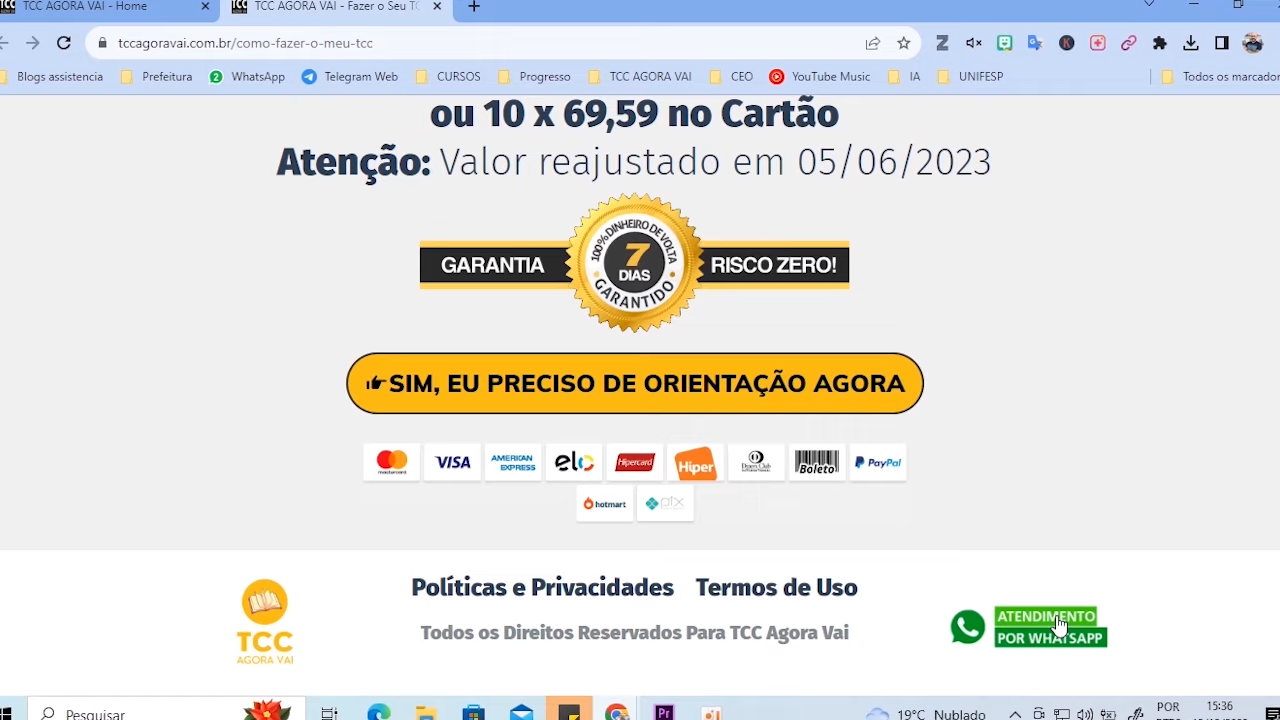 TCC AGORA VAI - Home
TCC AGORA VAI - Fazer o Seu TC
tccagoravai.com.br/como-fazer-o-meu-tcc
Blogs assistencia
Prefeitura
WhatsApp
Telegram Web
CURSOS
Progresso
TCC AGORA VAI
CEO
YouTube Music
IA
UNIFESP
Todos os marcador
ou 10 x 69,59 no Cartão
Atenção: Valor reajustado em 05/06/2023
100% DINHEIRO DE VOLTA
GARANTIA
7
DIAS
RISCO ZERO!
GARANTIDO
SIM, EU PRECISO DE ORIENTAÇÃO AGORA
mastercard
VISA
AMERICAN
EXPRESS
elo
Hipercard
Hiper
Diners Club
INTERNATIONAL
Boleto
PayPal
hotmart
pix
Políticas e Privacidades
Termos de Uso
Todos os Direitos Reservados Para TCC Agora Vai
TCC
AGORA VAI
ATENDIMENTO
POR WHATSAPP
Pesquisar
19°C Nublado
POR
15:36